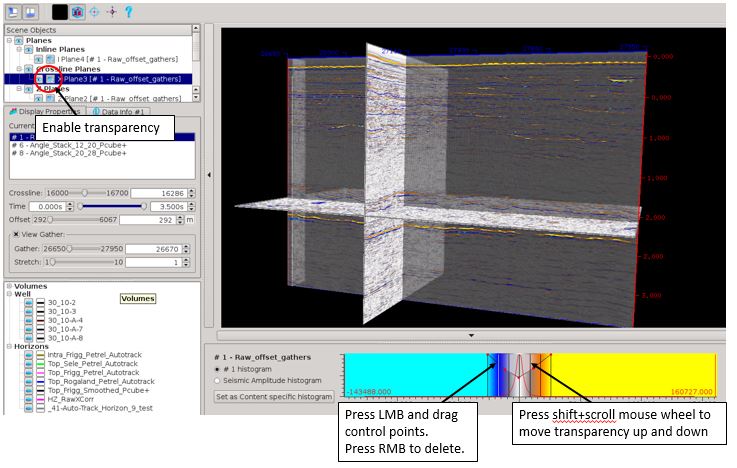 Scene Objects
Planes
Inline Planes
I Plane4 [# 1 - Raw_offset_gathers]
Crossline Planes
X Plane3 [# 1 - Raw_offset_gathers]
Z Planes
Z Plane2 [# 1 - Raw_offset_gathers]
Enable transparency
Display Properties
Data Info #1
# 6 - Angle_Stack_12_20_Pcube+
# 8 - Angle_Stack_20_28_Pcube+
Crossline: 16000 16700 16286
Time 0.000s 3.500s
Offset 292 6067 292 m
View Gather:
Gather: 26650 27950 26670
Stretch: 1 10 1
Volumes
Well
Volumes
30_10-2
30_10-3
30_10-A-4
30_10-A-7
30_10-A-8
Horizons
Intra_Frigg_Petrel_Autotrack
Top_Sele_Petrel_Autotrack
Top_Frigg_Petrel_Autotrack
Top_Rogaland_Petrel_Autotrack
Top_Frigg_Smoothed_Pcube+
HZ_RawXCorr
_41-Auto-Track_Horizon_9_test
0.000
0.500
1.000
1.500
2.000
2.500
3.000
# 1 - Raw_offset_gathers
# 1 histogram
Seismic Amplitude histogram
Set as Content specific histogram
-143488.000
160727.000
Press LMB and drag
control points.
Press RMB to delete.
Press shift+scroll mouse wheel to
move transparency up and down